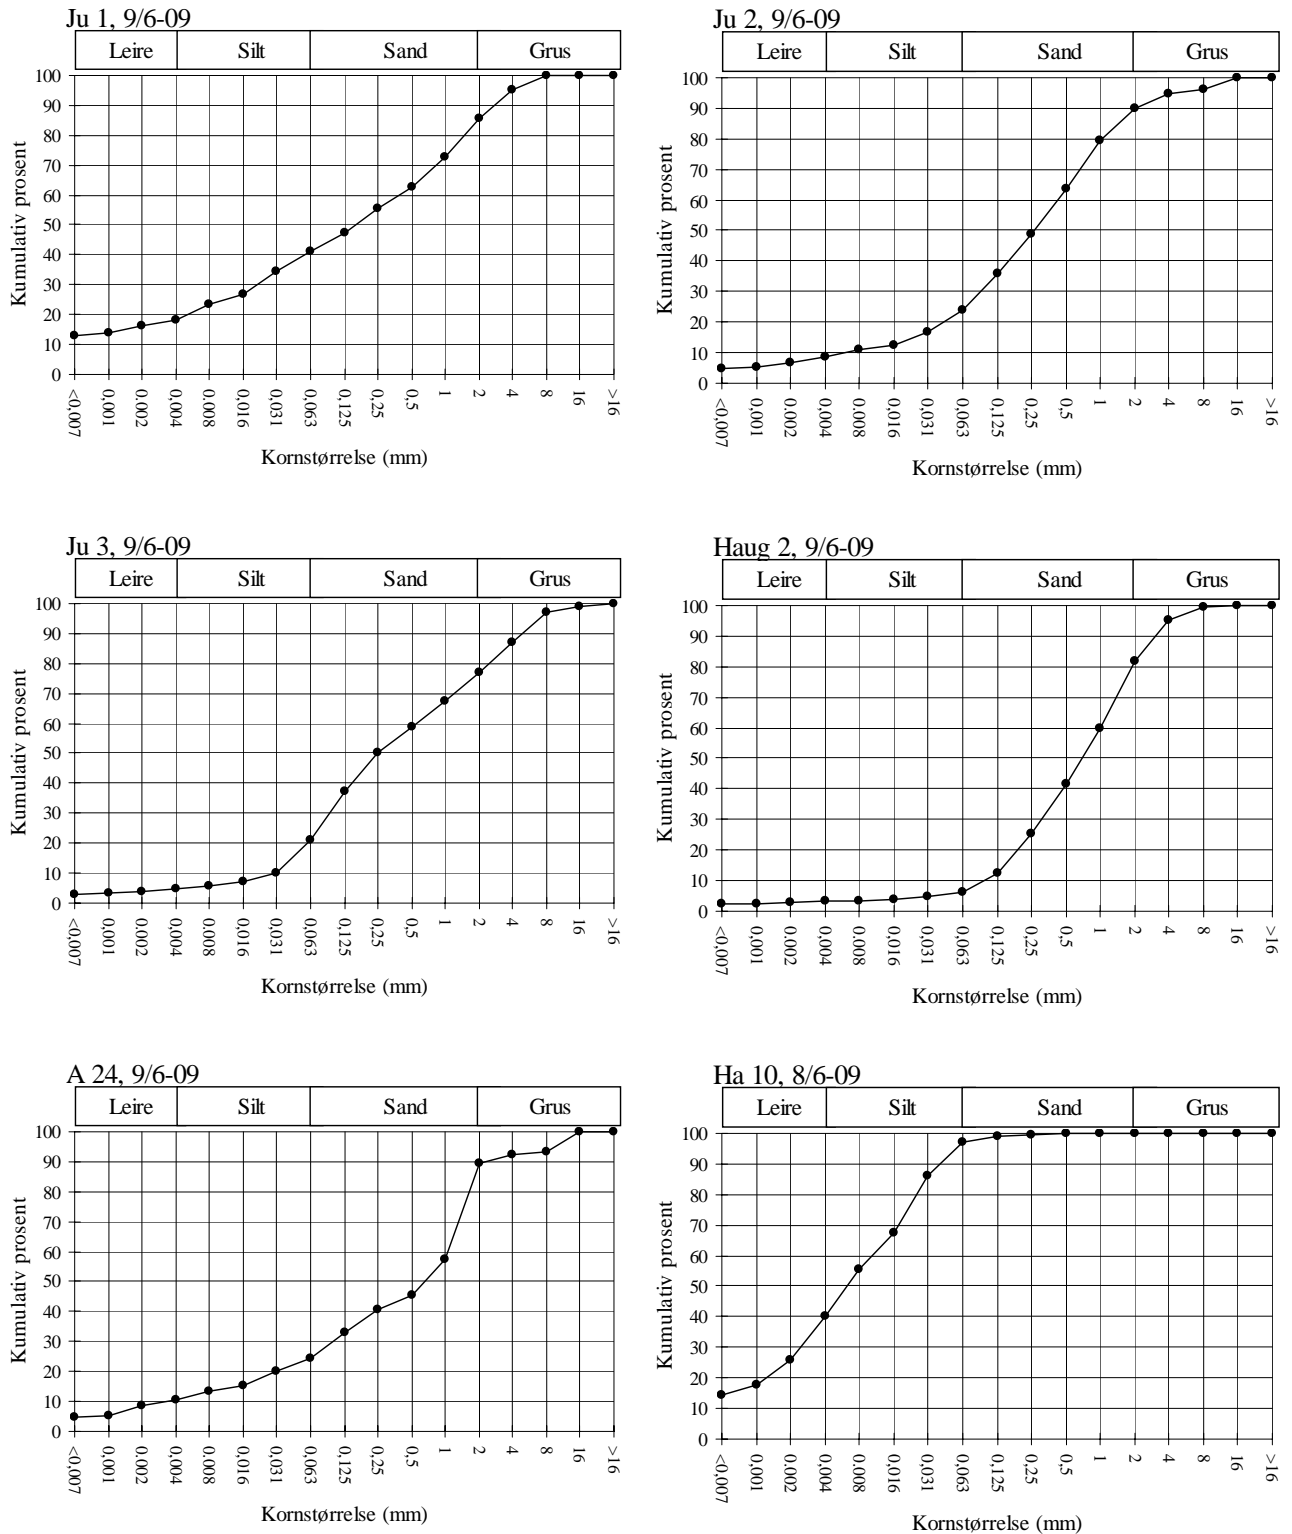 Ju 1, 9/6-09
Leire Silt Sand Grus
100
90
80
70
60
50
40
30
20
10
0
Kumulativ prosent
<0,007 0,001 0,002 0,004 0,008 0,016 0,031 0,063 0,125 0,25 0,5 1 2 4 8 16 >16
Kornstørrelse (mm)
Ju 2, 9/6-09
Leire Silt Sand Grus
100
90
80
70
60
50
40
30
20
10
0
Kumulativ prosent
<0,007 0,001 0,002 0,004 0,008 0,016 0,031 0,063 0,125 0,25 0,5 1 2 4 8 16 >16
Kornstørrelse (mm)
Ju 3, 9/6-09
Leire Silt Sand Grus
100
90
80
70
60
50
40
30
20
10
0
Kumulativ prosent
<0,007 0,001 0,002 0,004 0,008 0,016 0,031 0,063 0,125 0,25 0,5 1 2 4 8 16 >16
Kornstørrelse (mm)
Haug 2, 9/6-09
Leire Silt Sand Grus
100
90
80
70
60
50
40
30
20
10
0
Kumulativ prosent
<0,007 0,001 0,002 0,004 0,008 0,016 0,031 0,063 0,125 0,25 0,5 1 2 4 8 16 >16
Kornstørrelse (mm)
A 24, 9/6-09
Leire Silt Sand Grus
100
90
80
70
60
50
40
30
20
10
0
Kumulativ prosent
<0,007 0,001 0,002 0,004 0,008 0,016 0,031 0,063 0,125 0,25 0,5 1 2 4 8 16 >16
Kornstørrelse (mm)
Ha 10, 8/6-09
Leire Silt Sand Grus
100
90
80
70
60
50
40
30
20
10
0
Kumulativ prosent
<0,007 0,001 0,002 0,004 0,008 0,016 0,031 0,063 0,125 0,25 0,5 1 2 4 8 16 >16
Kornstørrelse (mm)